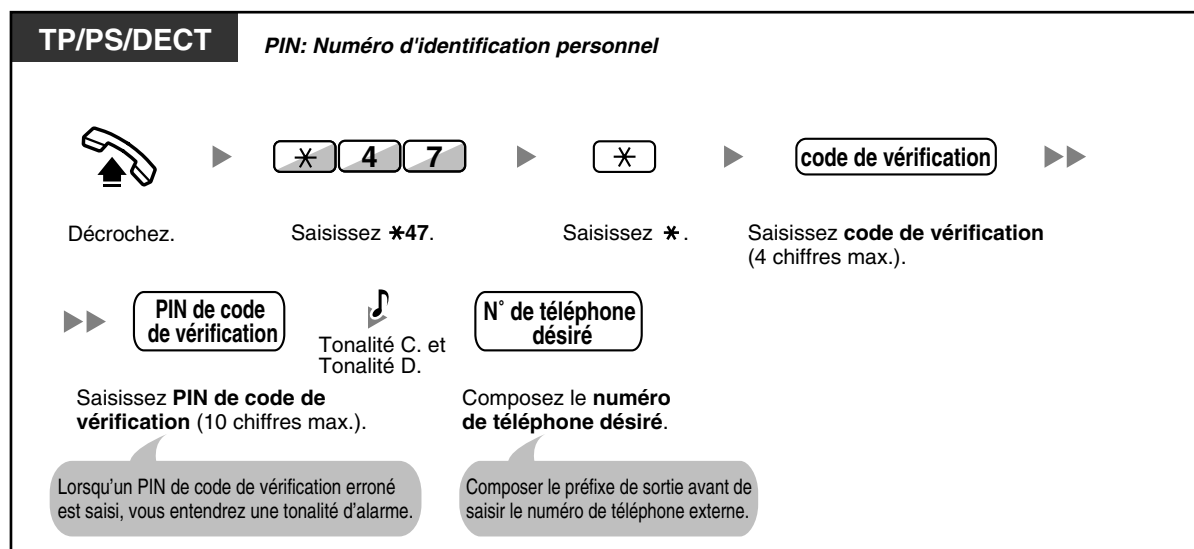 TP/PS/DECT
PIN: Numéro d'identification personnel
✳ 4 7
✳
code de vérification
Décrochez.
Saisissez ✳47.
Saisissez ✳.
Saisissez code de vérification
(4 chiffres max.).
PIN de code
de vérification
Tonalité C. et
Tonalité D.
N° de téléphone
désiré
Saisissez PIN de code de
vérification (10 chiffres max.).
Composez le numéro
de téléphone désiré.
Lorsqu'un PIN de code de vérification erroné
est saisi, vous entendrez une tonalité d'alarme.
Composer le préfixe de sortie avant de
saisir le numéro de téléphone externe.